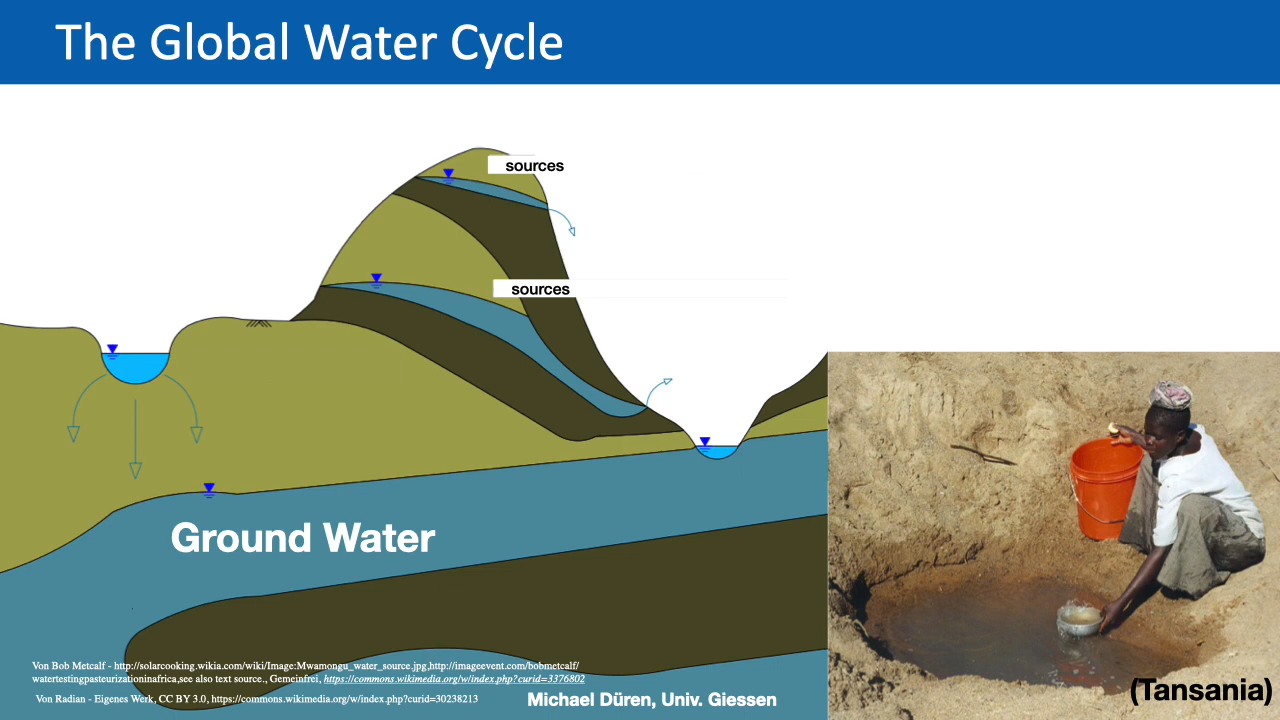 The Global Water Cycle
sources
sources
Ground Water
Von Bob Metcalf - http://solarcooking.wikia.com/wiki/Image:Mwamongu_water_source.jpg,http://imageevent.com/bobmetcalf/
watertestingpasteurizationinafrica,see also text source., Gemeinfrei, https://commons.wikimedia.org/w/index.php?curid=3376802
Von Radian - Eigenes Werk, CC BY 3.0, https://commons.wikimedia.org/w/index.php?curid=30238213
Michael Düren, Univ. Giessen
(Tansania)